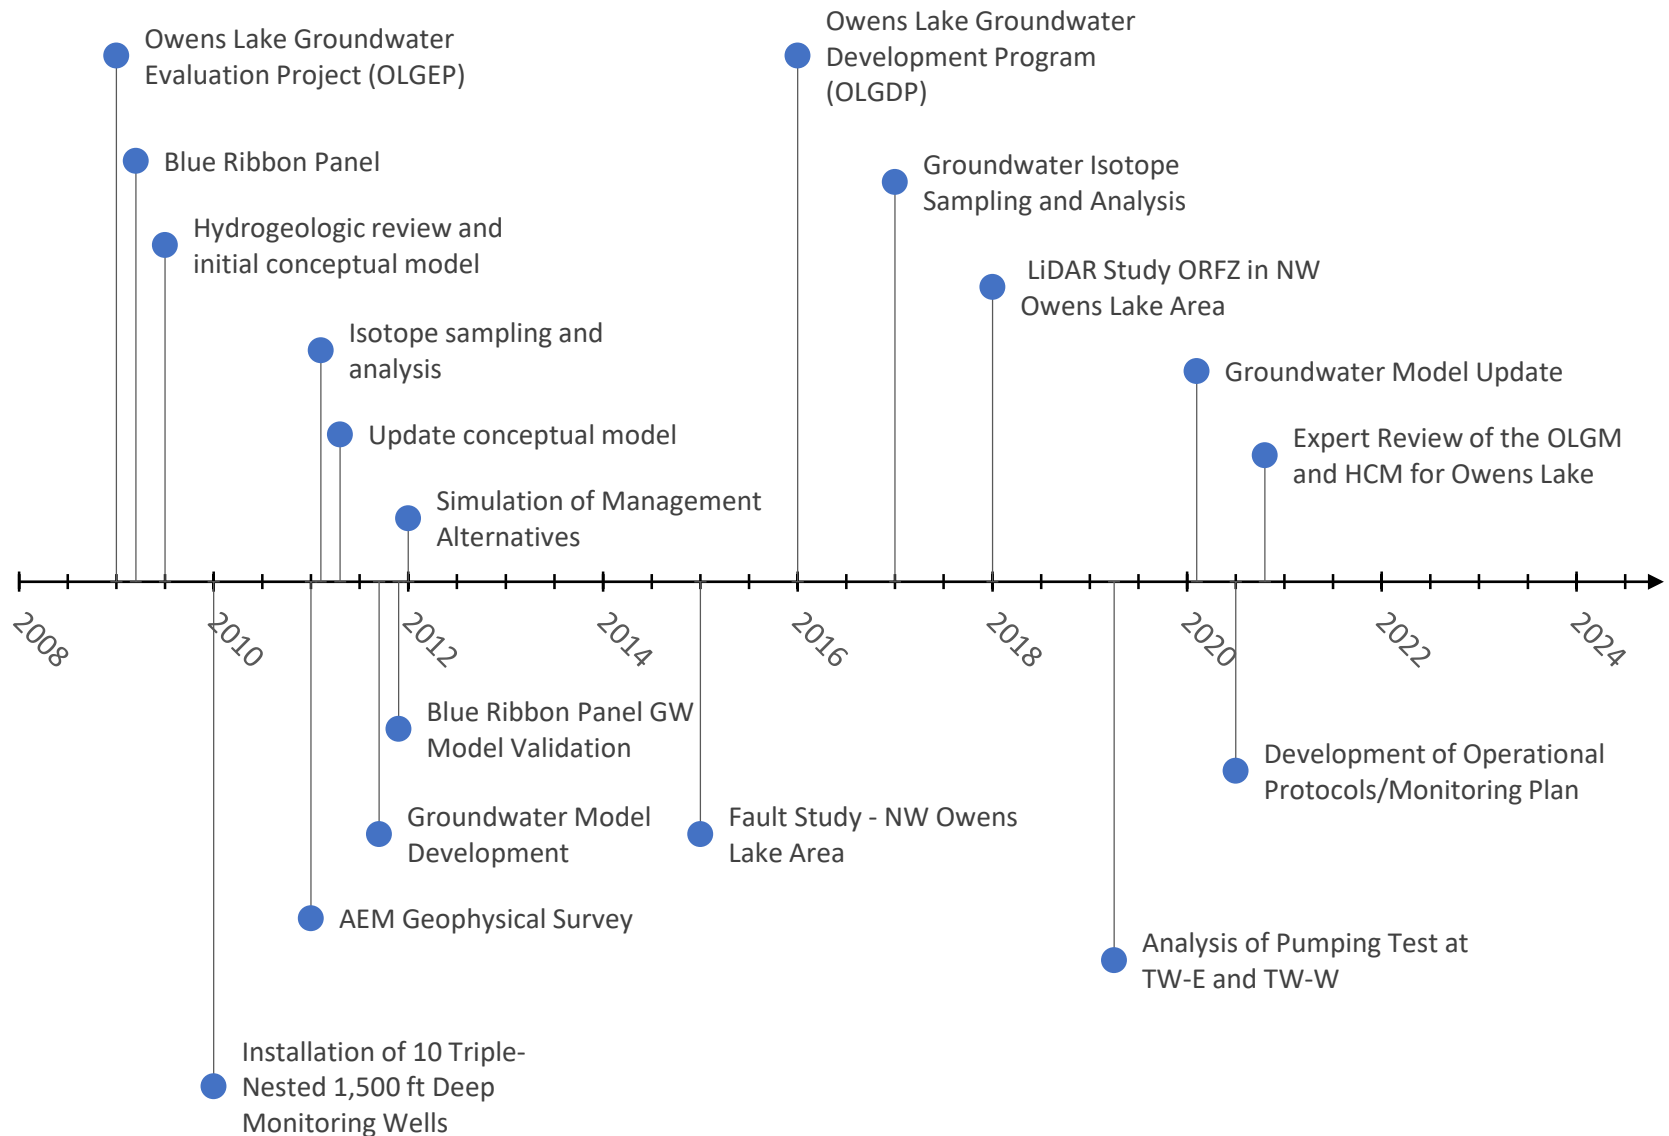 Owens Lake Groundwater
Evaluation Project (OLGEP)
Blue Ribbon Panel
Hydrogeologic review and
initial conceptual model
Isotope sampling and
analysis
Update conceptual model
Simulation of Management
Alternatives
Owens Lake Groundwater
Development Program
(OLGDP)
Groundwater Isotope
Sampling and Analysis
LiDAR Study ORFZ in NW
Owens Lake Area
Groundwater Model Update
Expert Review of the OLGM
and HCM for Owens Lake
2008
2010
2012
2014
2016
2018
2020
2022
2024
Blue Ribbon Panel GW
Model Validation
Groundwater Model
Development
AEM Geophysical Survey
Installation of 10 Triple-
Nested 1,500 ft Deep
Monitoring Wells
Fault Study - NW Owens
Lake Area
Development of Operational
Protocols/Monitoring Plan
Analysis of Pumping Test at
TW-E and TW-W